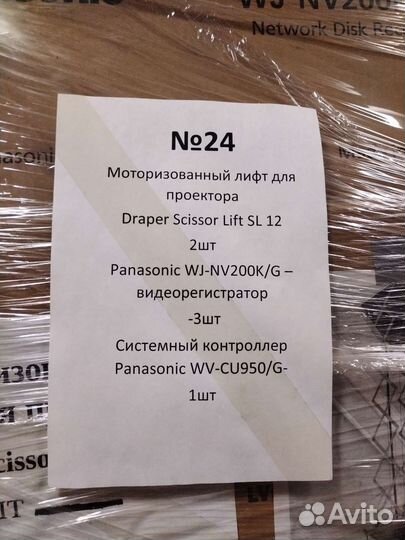 WJ-NV200
Network Disk Rec
№24
Моторизованный лифт для
проектора
Draper Scissor Lift SL 12
2шт
Panasonic WJ-NV200K/G –
видеорегистратор
-3шт
Системный контроллер
Panasonic WV-CU950/G-
1шт
Avito